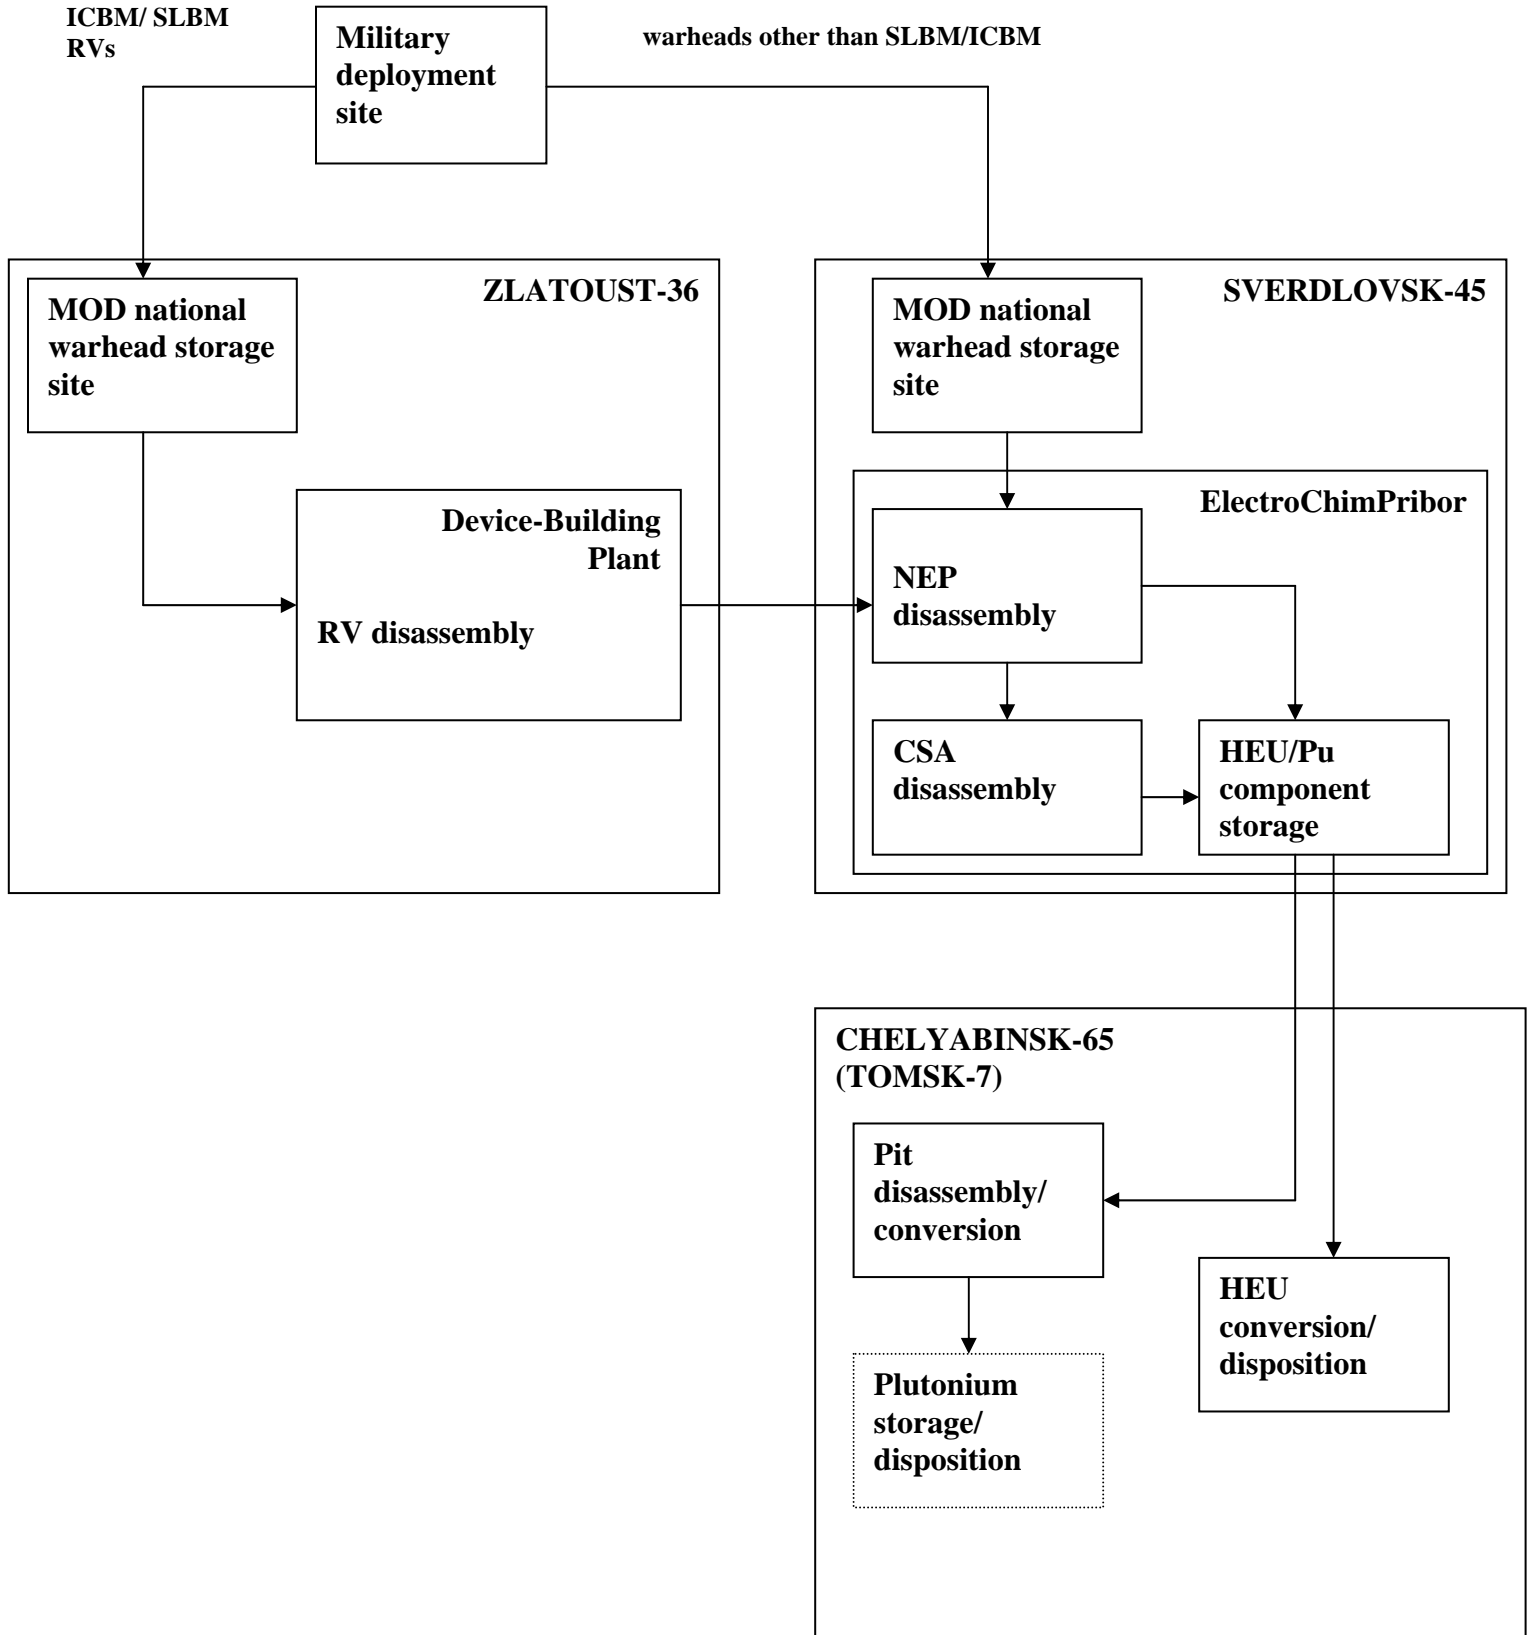 ICBM/ SLBM
RVs
Military
deployment
site
warheads other than SLBM/ICBM
ZLATOUST-36
MOD national
warhead storage
site
Device-Building
Plant
RV disassembly
SVERDLOVSK-45
MOD national
warhead storage
site
ElectroChimPribor
NEP
disassembly
CSA
disassembly
HEU/Pu
component
storage
CHELYABINSK-65
(TOMSK-7)
Pit
disassembly/
conversion
HEU
conversion/
disposition
Plutonium
storage/
disposition